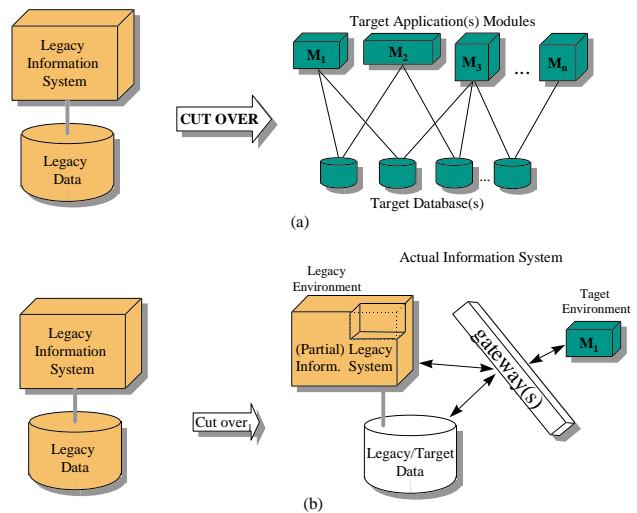 Target Application(s) Modules
Legacy
Information
System
M1
M2
M3
...
Mn
CUT OVER
Legacy
Data
...
Target Database(s)
(a)
Actual Information System
Legacy
Environment
Taget
Environment
Legacy
Information
System
(Partial) Legacy
Inform. System
gateway(s)
M1
Cut over1
Legacy
Data
Legacy/Target
Data
(b)